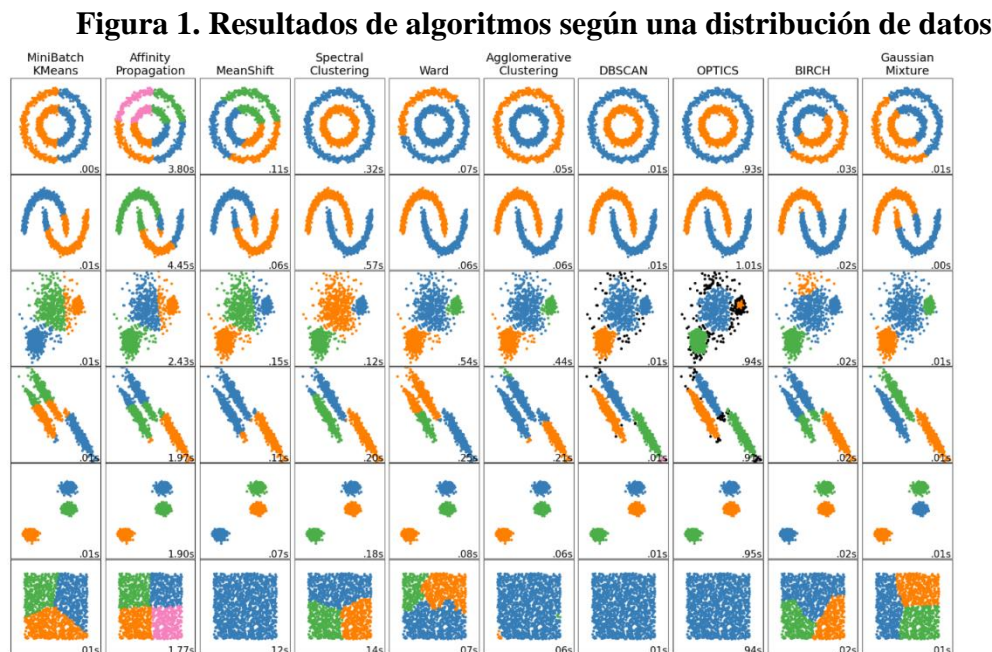 Figura 1. Resultados de algoritmos según una distribución de datos
MiniBatch KMeans Affinity Propagation MeanShift Spectral Clustering Ward Agglomerative Clustering DBSCAN OPTICS BIRCH Gaussian Mixture
.00s 3.80s .11s .32s .07s .05s .01s .93s .03s .01s
.01s 4.45s .06s .57s .06s .06s .01s 1.01s .02s .00s
.01s 2.43s .15s .12s .54s .44s .01s .94s .02s .01s
.01s 1.97s .11s .20s .25s .21s .01s .02s .01s
.01s 1.90s .07s .18s .08s .06s .01s .95s .02s .01s
.01s 1.77s .12s .14s .07s .06s .01s .94s .02s .01s